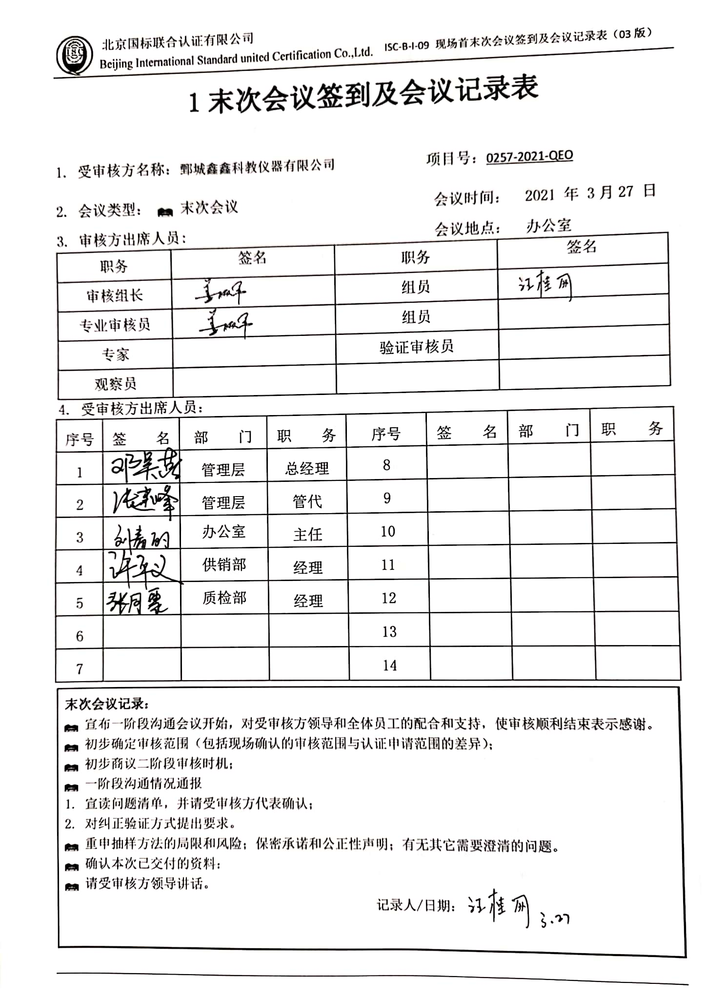 北京国标联合认证有限公司
Beijing International Standard united Certification Co.,Ltd. ISC-B-I-09 现场首末次会议签到及会议记录表（03版）
1 末次会议签到及会议记录表
1. 受审核方名称：鄄城鑫鑫科教仪器有限公司 项目号：0257-2021-QEO
2. 会议类型： 末次会议 会议时间： 2021 年 3 月 27 日
会议地点： 办公室
3. 审核方出席人员：
职务 签名 职务 签名
审核组长 组员 汪桂丽
专业审核员 组员
专家 验证审核员
观察员
4. 受审核方出席人员：
序号 签 名 部 门 职 务 序号 签 名 部 门 职 务
1 管理层 总经理 8
2 张建峰 管理层 管代 9
3 办公室 主任 10
4 供销部 经理 11
5 质检部 经理 12
6 13
7 14
末次会议记录：
宣布一阶段沟通会议开始，对受审核方领导和全体员工的配合和支持，使审核顺利结束表示感谢。
初步确定审核范围（包括现场确认的审核范围与认证申请范围的差异）；
初步商议二阶段审核时机；
一阶段沟通情况通报
1. 宣读问题清单，并请受审核方代表确认；
2. 对纠正验证方式提出要求。
重申抽样方法的局限和风险；保密承诺和公正性声明；有无其它需要澄清的问题。
确认本次已交付的资料：
请受审核方领导讲话。
记录人/日期： 汪桂丽 3.27